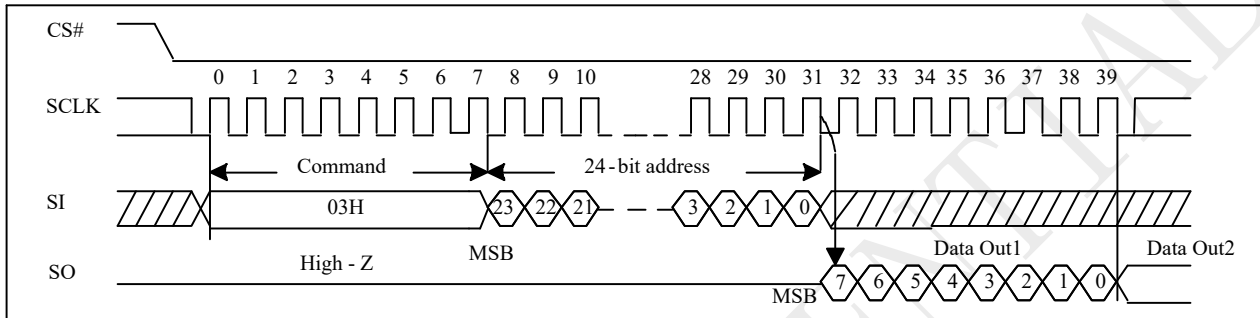 CS#
0 1 2 3 4 5 6 7 8 9 10 28 29 30 31 32 33 34 35 36 37 38 39
SCLK
Command 24-bit address
SI 03H 23 22 21 3 2 1 0
MSB Data Out1 Data Out2
High - Z
SO MSB 7 6 5 4 3 2 1 0
NTIAL